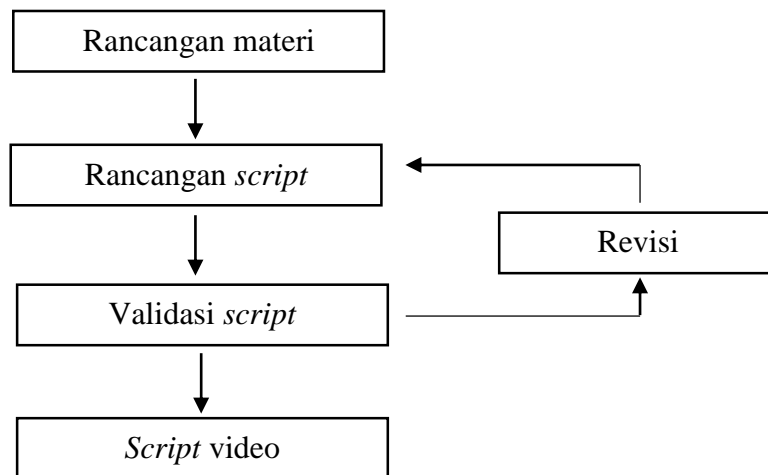 Rancangan materi
Rancangan script
Revisi
Validasi script
Script video